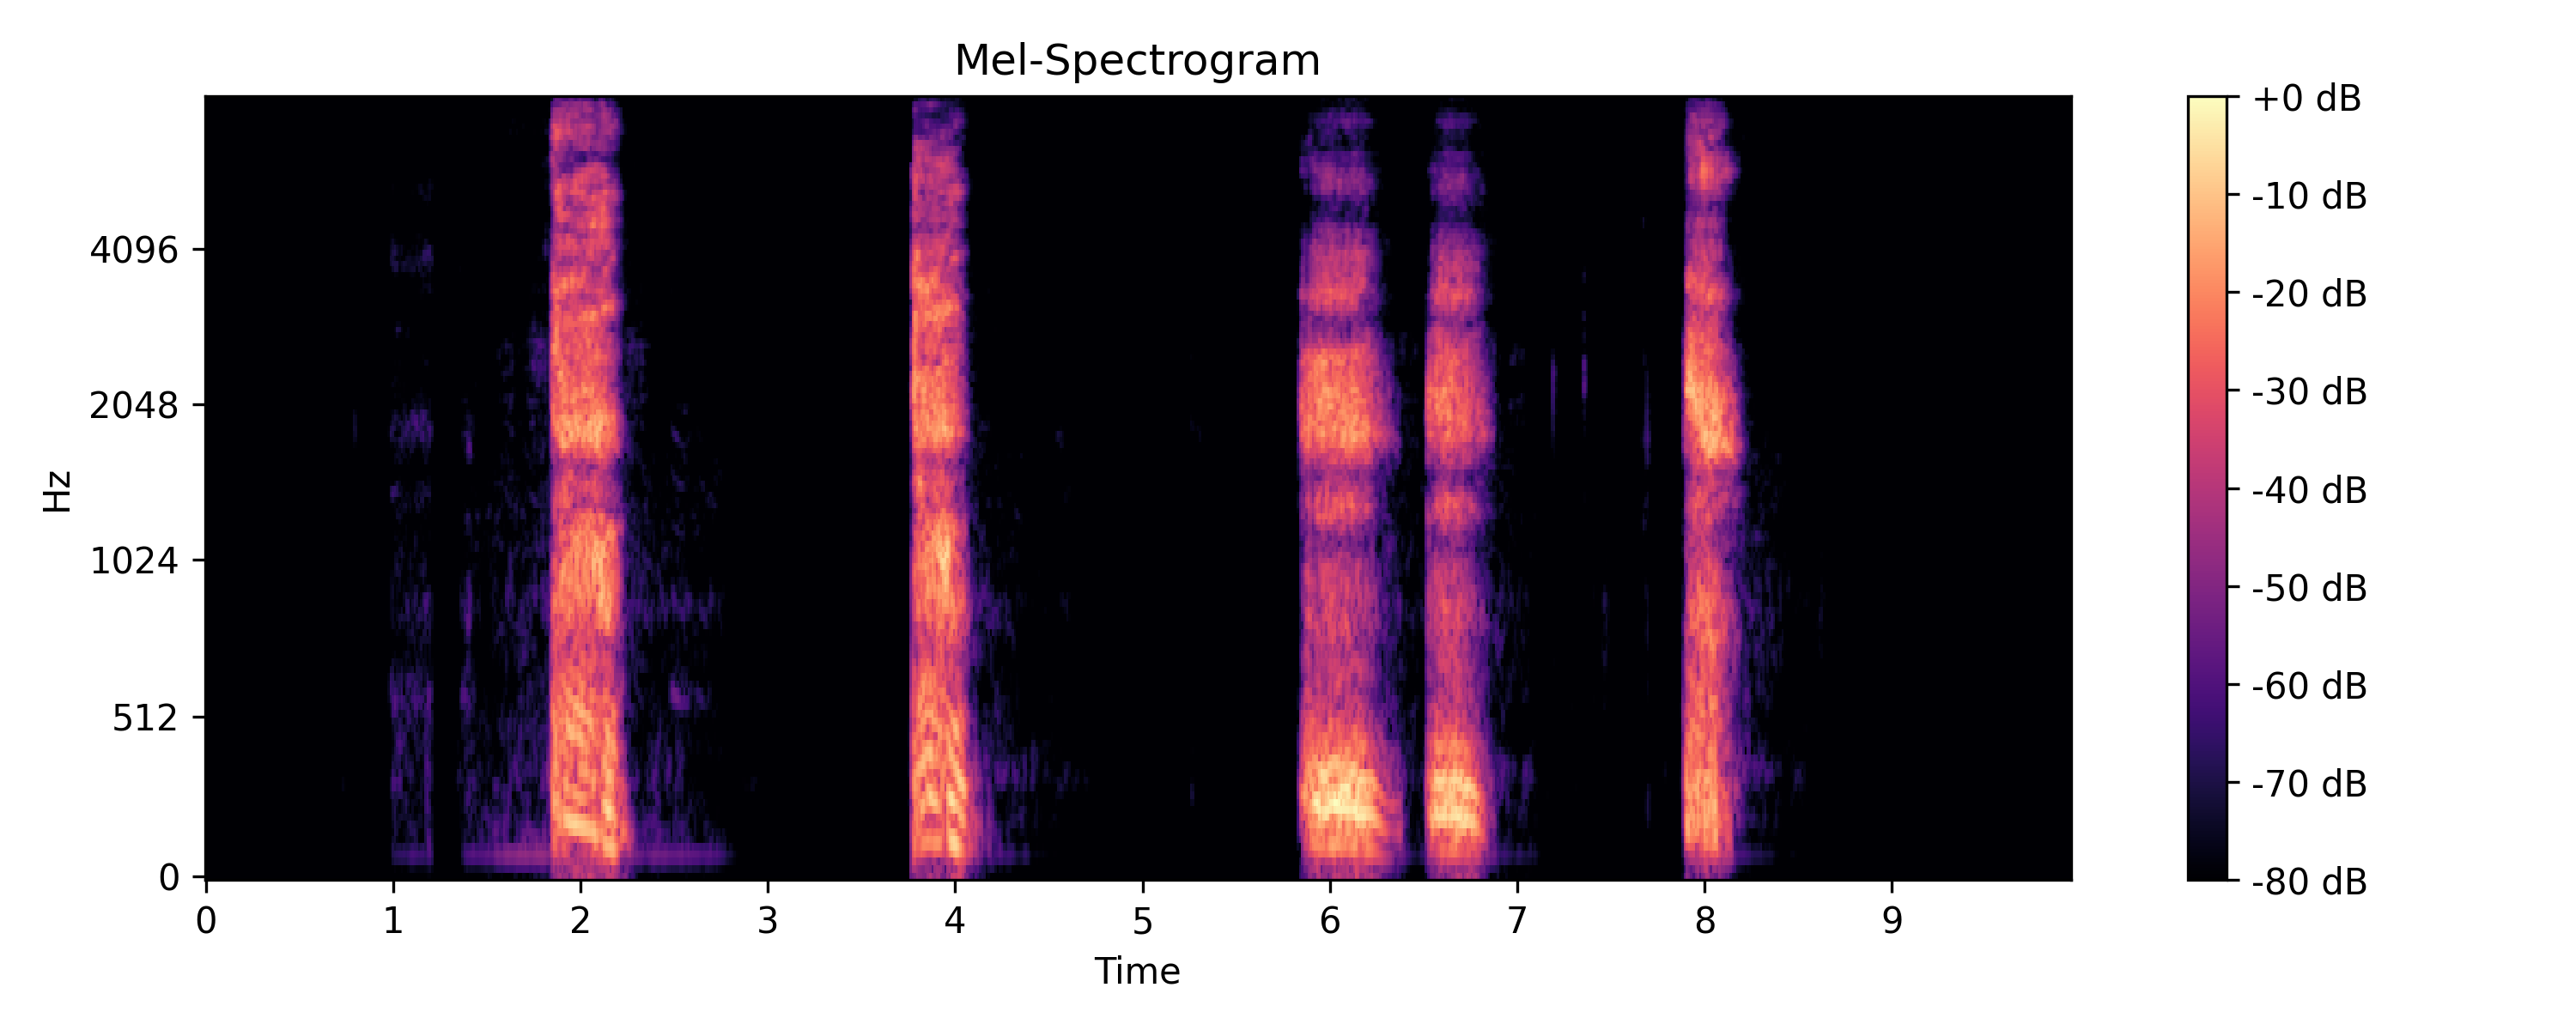 Mel-Spectrogram
+0 dB
-10 dB
-20 dB
-30 dB
-40 dB
-50 dB
-60 dB
-70 dB
-80 dB
Hz
4096
2048
1024
512
0
0 1 2 3 4 5 6 7 8 9
Time